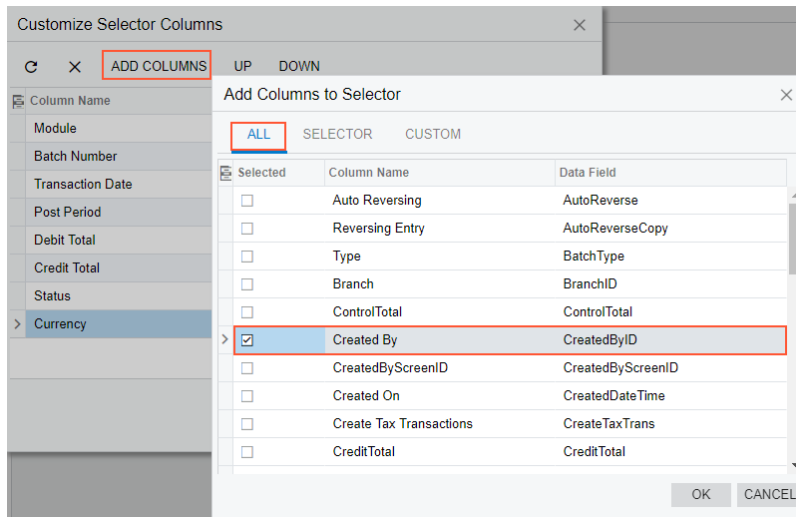 Customize Selector Columns
ADD COLUMNS UP DOWN
Column Name
Module
Batch Number
Transaction Date
Post Period
Debit Total
Credit Total
Status
Currency
Add Columns to Selector
ALL SELECTOR CUSTOM
Selected Column Name Data Field
Auto Reversing AutoReverse
Reversing Entry AutoReverseCopy
Type BatchType
Branch BranchID
ControlTotal ControlTotal
Created By CreatedByID
CreatedByScreenID CreatedByScreenID
Created On CreatedDateTime
Create Tax Transactions CreateTaxTrans
CreditTotal CreditTotal
OK CANCEL